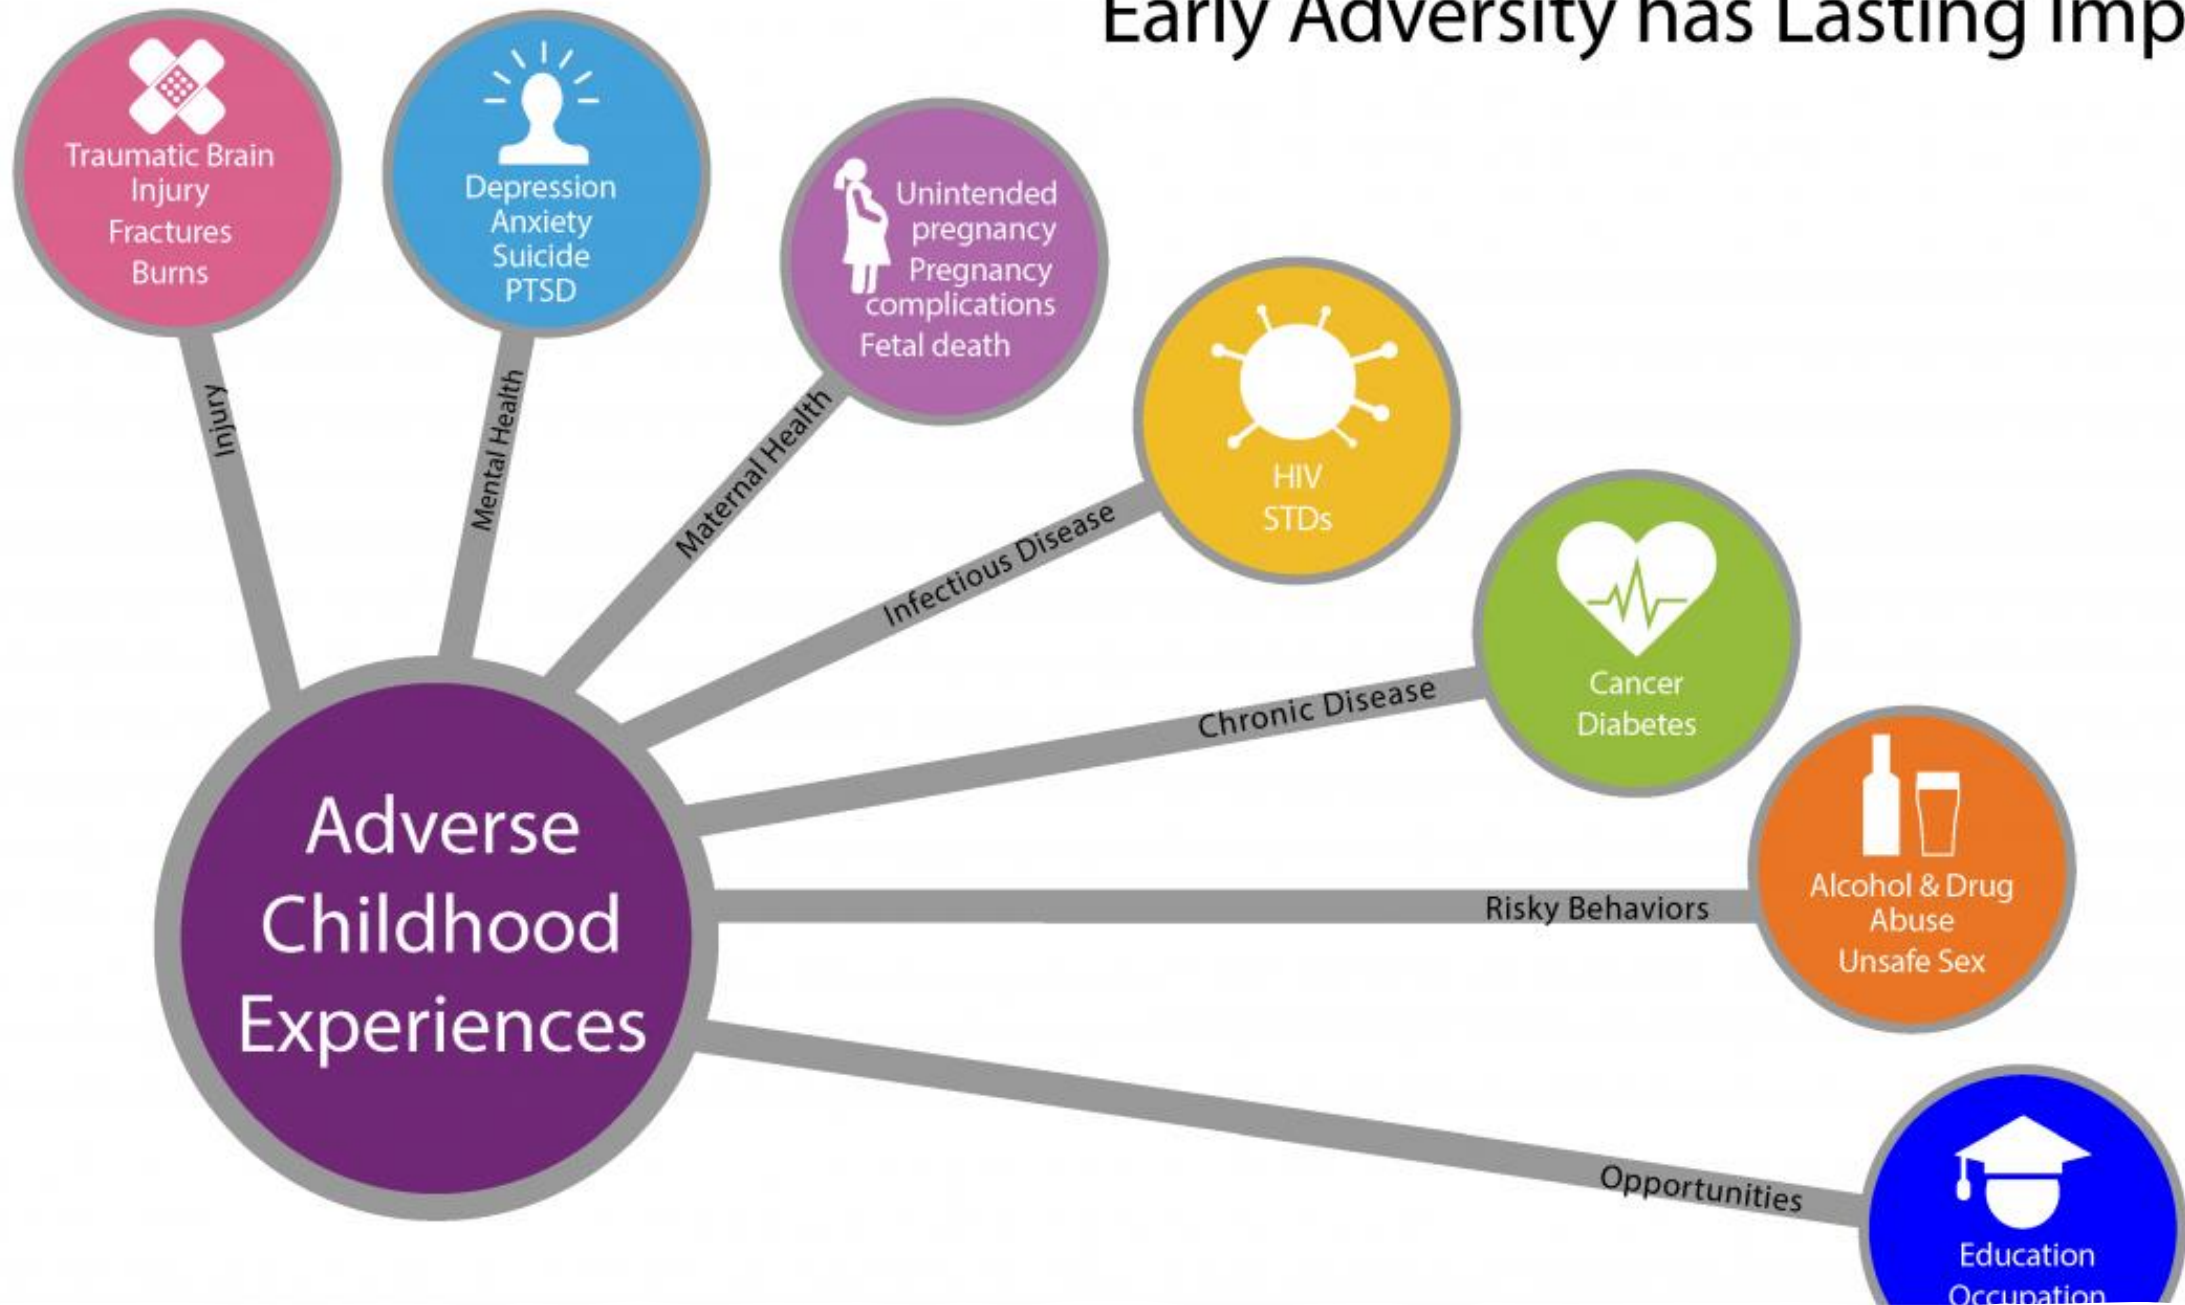 Early Adversity has Lasting Imp
Traumatic Brain
Injury
Fractures
Burns
Depression
Anxiety
Suicide
PTSD
Unintended
pregnancy
Pregnancy
complications
Fetal death
HIV
STDs
Cancer
Diabetes
Alcohol & Drug
Abuse
Unsafe Sex
Education
Occupation
Injury
Mental Health
Maternal Health
Infectious Disease
Chronic Disease
Risky Behaviors
Opportunities
Adverse
Childhood
Experiences